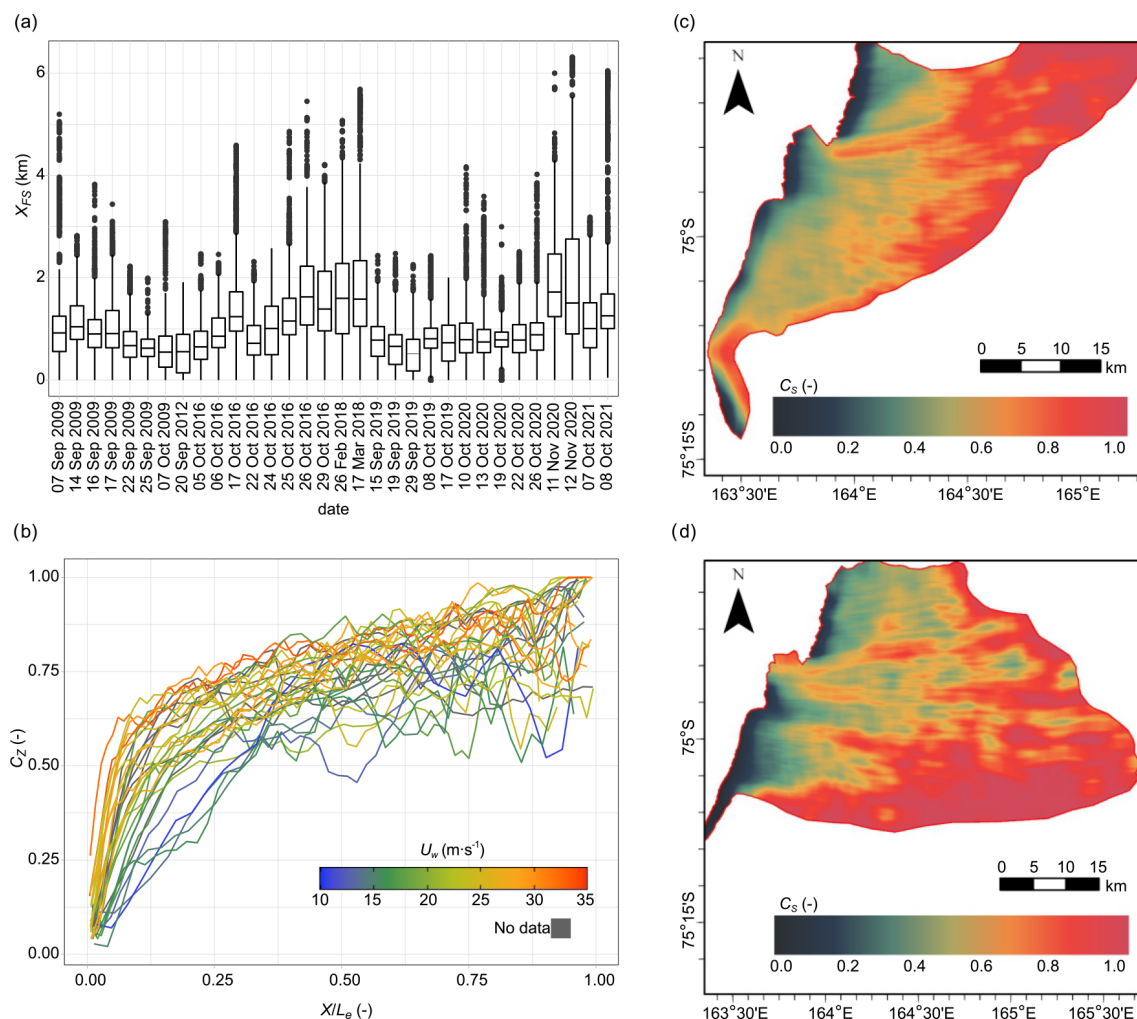 (a)
X_FS (km)
6
4
2
0
07 Sep 2009
14 Sep 2009
16 Sep 2009
17 Sep 2009
22 Sep 2009
25 Sep 2009
07 Oct 2009
20 Sep 2012
05 Oct 2016
06 Oct 2016
17 Oct 2016
22 Oct 2016
24 Oct 2016
25 Oct 2016
26 Oct 2016
29 Oct 2016
26 Feb 2018
17 Mar 2018
15 Sep 2019
19 Sep 2019
29 Sep 2019
08 Oct 2019
17 Oct 2019
10 Oct 2020
13 Oct 2020
19 Oct 2020
22 Oct 2020
26 Oct 2020
11 Nov 2020
12 Nov 2020
07 Oct 2021
08 Oct 2021
date
(b)
C_Z (-)
1.00
0.75
0.50
0.25
0.00
U_w (m·s⁻¹)
10 15 20 25 30 35
No data
0.00 0.25 0.50 0.75 1.00
X/L_e (-)
(c)
N
75°S
75°15'S
0 5 10 15
km
C_S (-)
0.0 0.2 0.4 0.6 0.8 1.0
163°30'E 164°E 164°30'E 165°E
(d)
N
75°S
75°15'S
0 5 10 15
km
C_S (-)
0.0 0.2 0.4 0.6 0.8 1.0
163°30'E 164°E 164°30'E 165°E 165°30'E